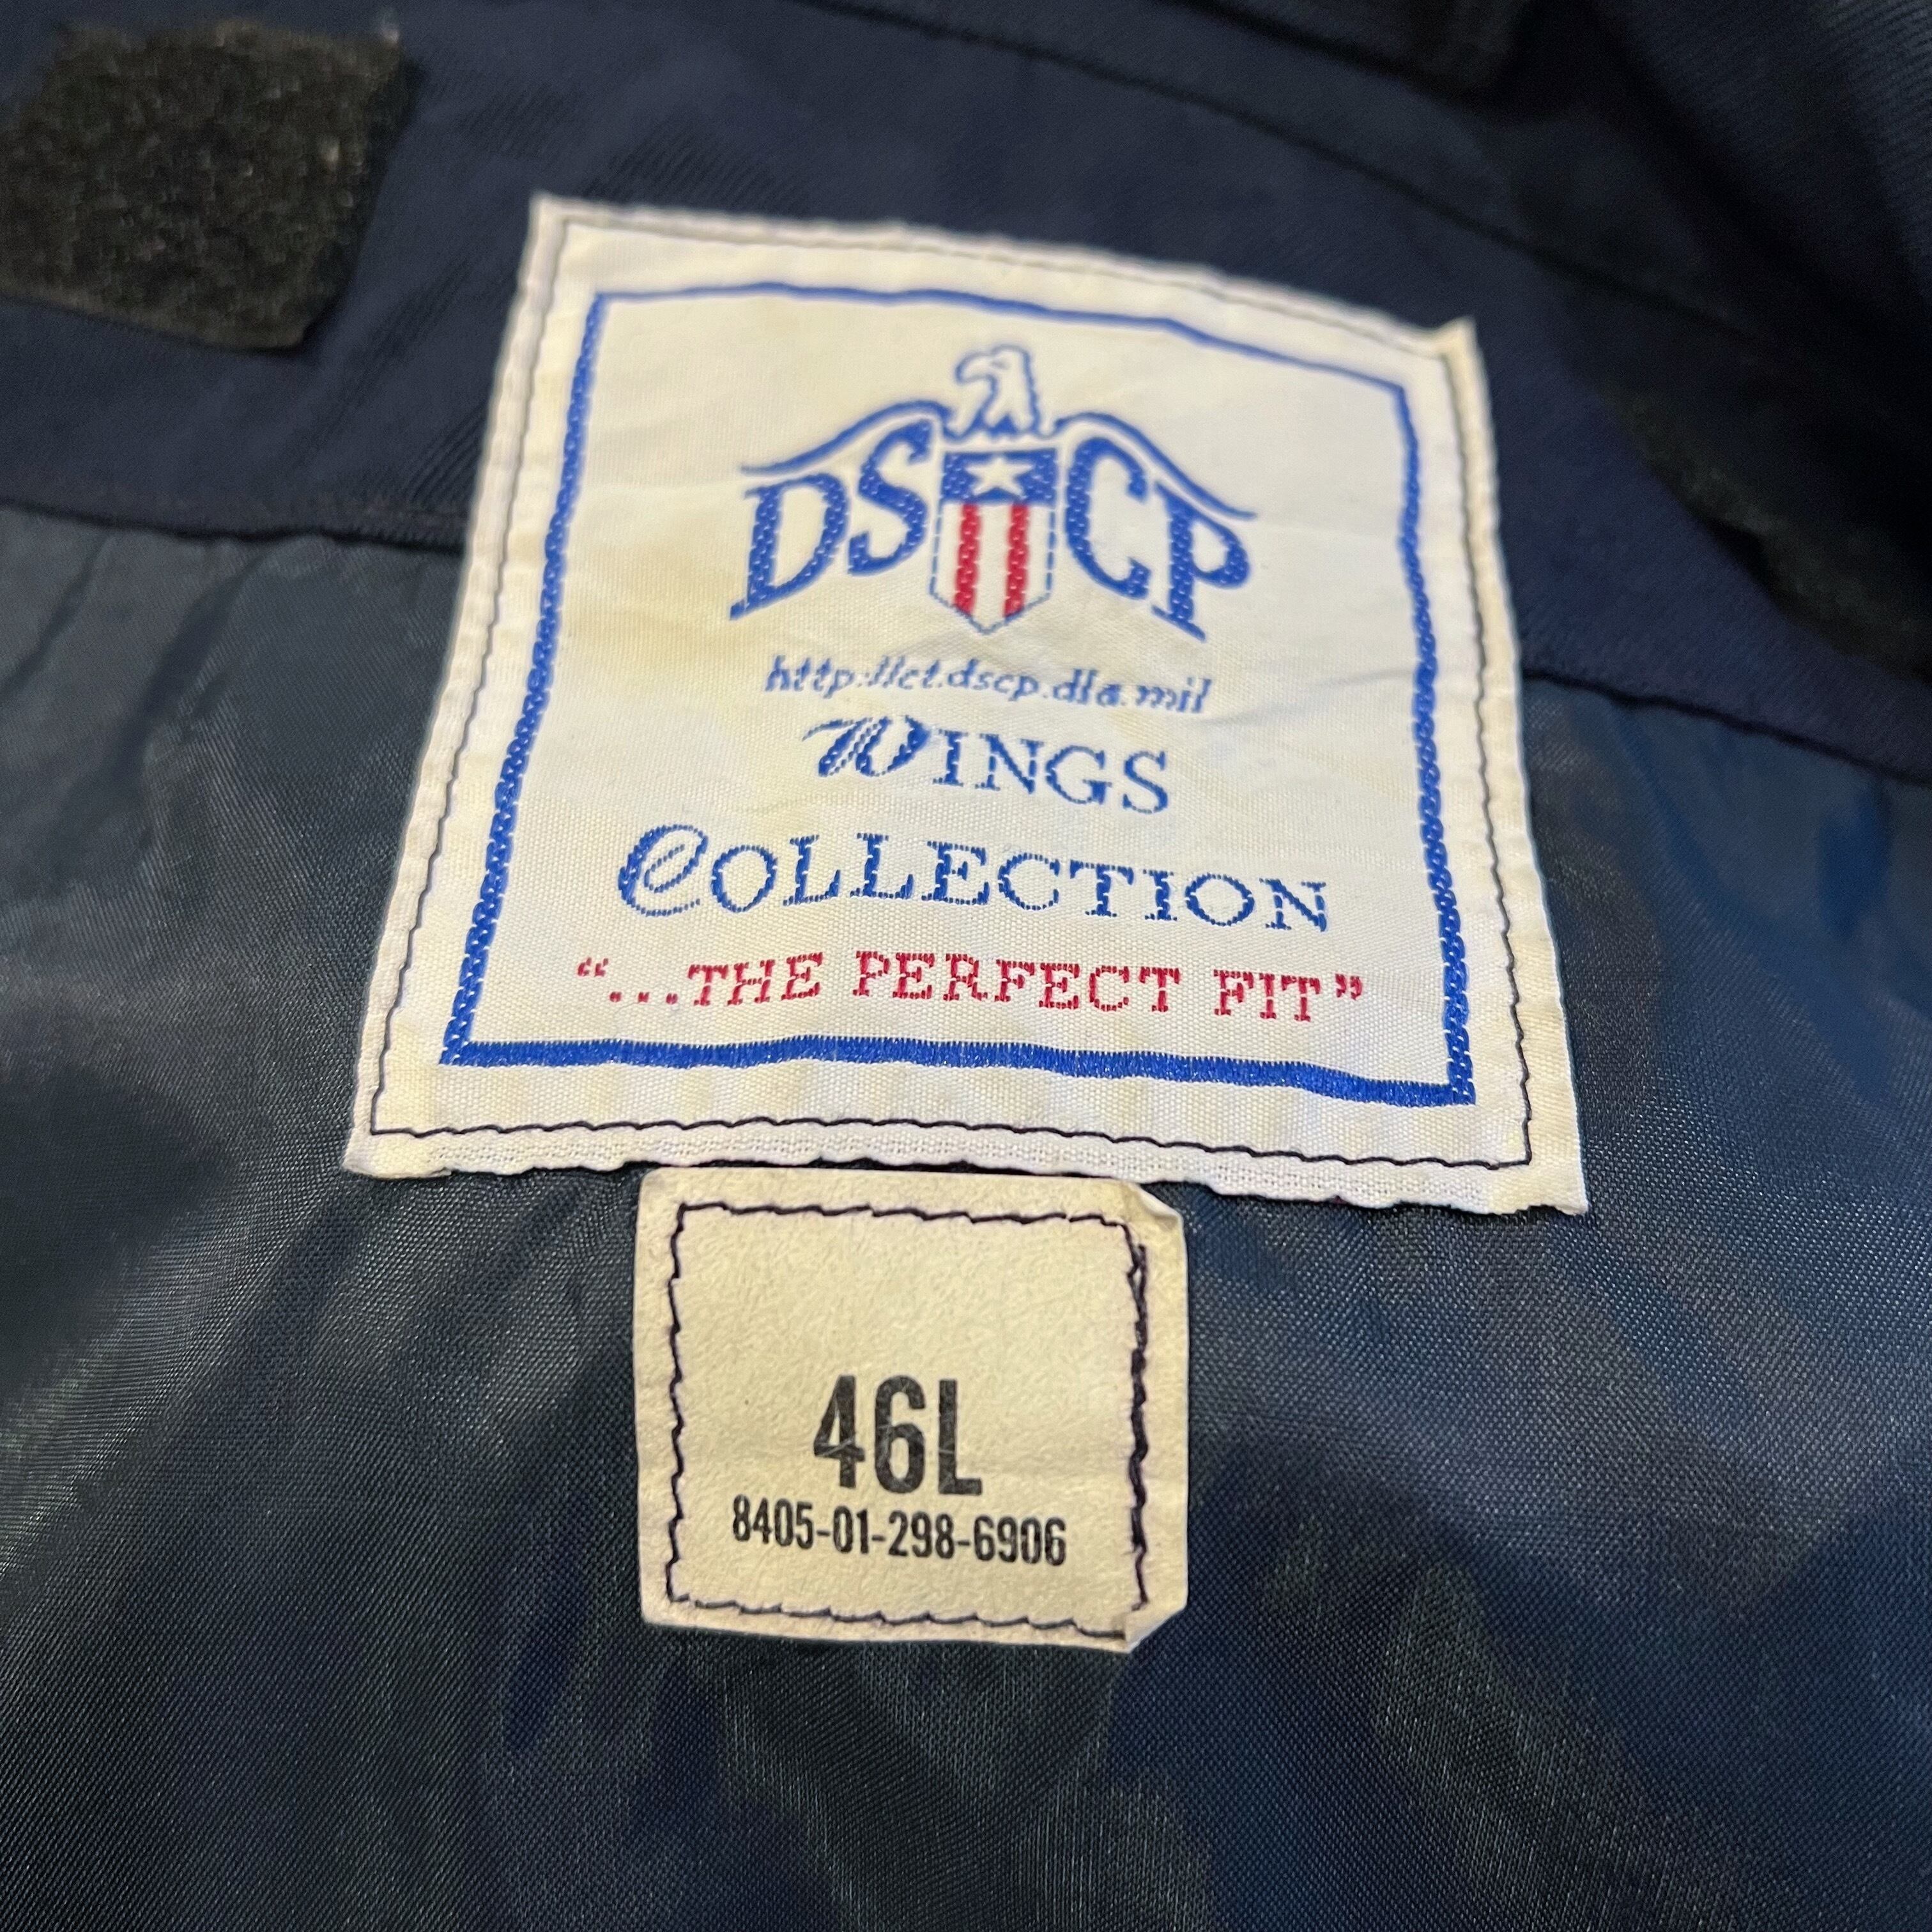 DSCP
http://ct.dscp.dla.mil
WINGS
COLLECTION
"...THE PERFECT FIT"
46L
8405-01-298-6906